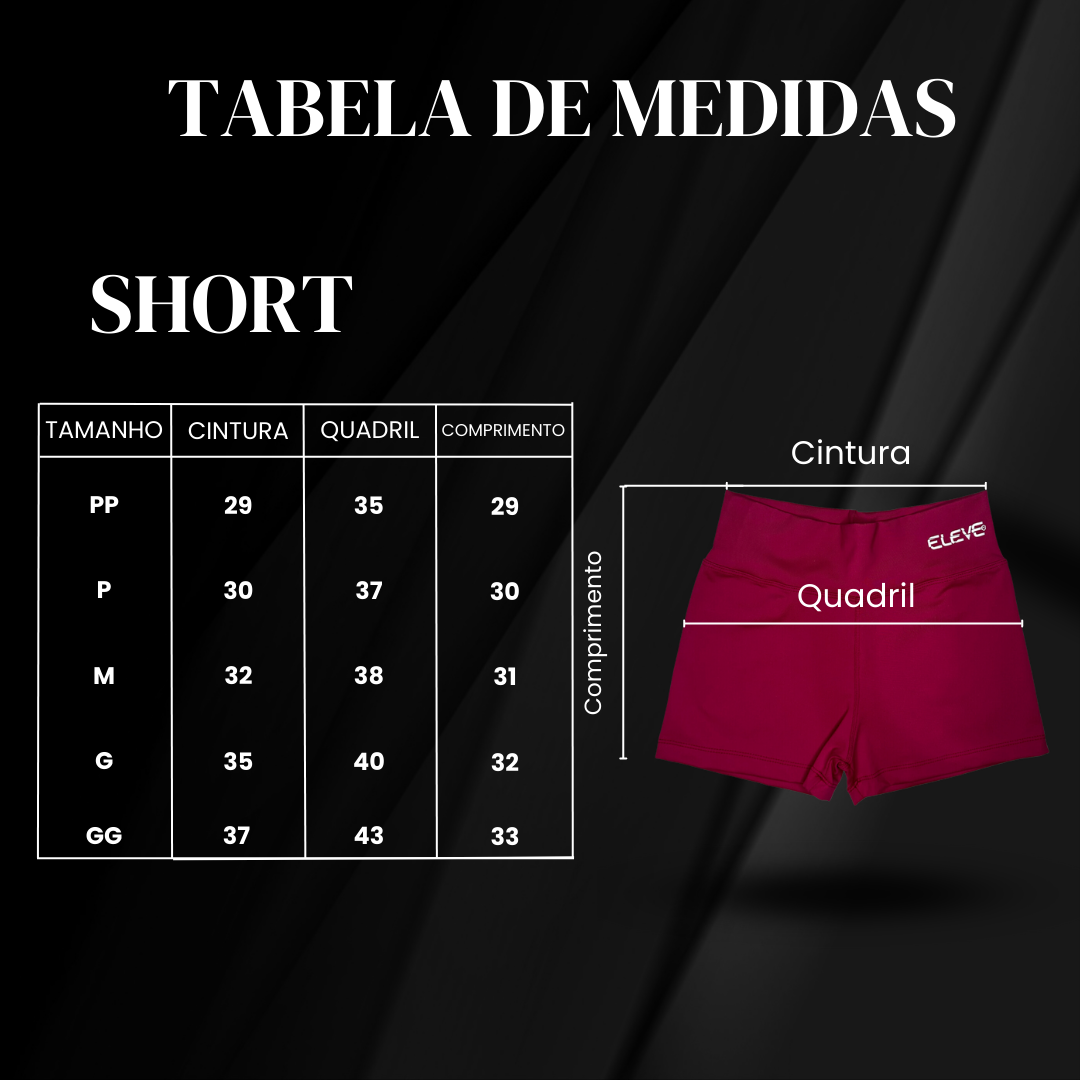 TABELA DE MEDIDAS
SHORT
TAMANHO CINTURA QUADRIL COMPRIMENTO
PP 29 35 29
P 30 37 30
M 32 38 31
G 35 40 32
GG 37 43 33
Cintura
ELEVE
Quadril
Comprimento